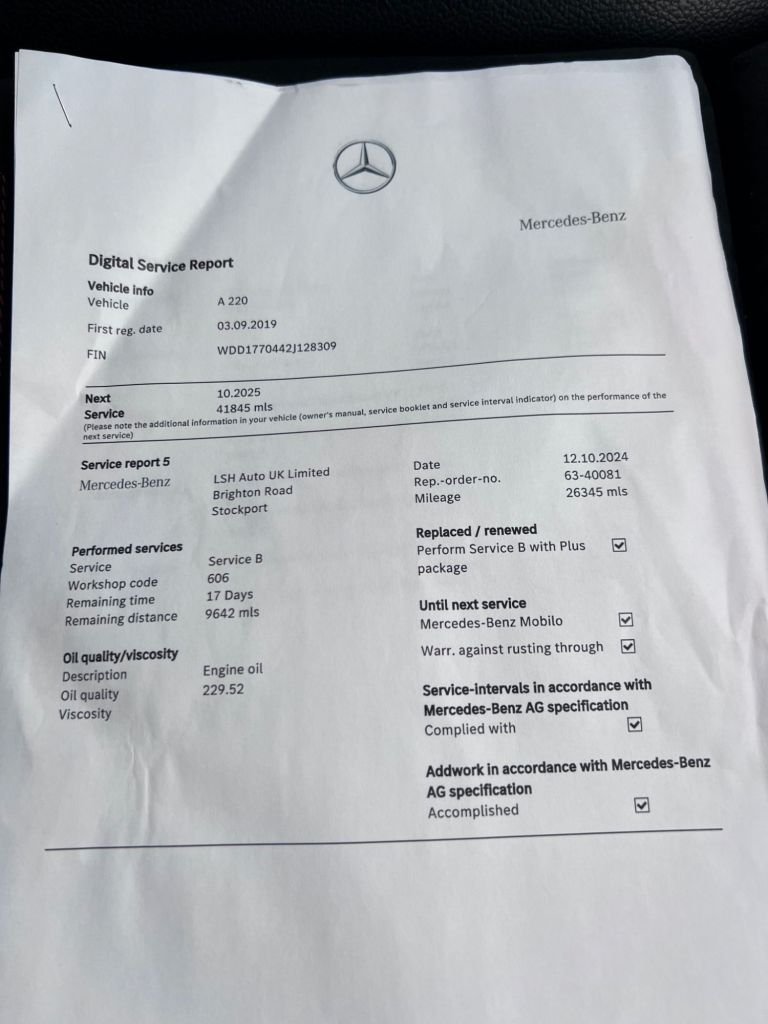 Mercedes-Benz
Digital Service Report
Vehicle info
Vehicle A 220
First reg. date 03.09.2019
FIN WDD1770442J128309
Next 10.2025
Service 41845 mls
(Please note the additional information in your vehicle (owner's manual, service booklet and service interval indicator) on the performance of the
next service)
Service report 5
Mercedes-Benz LSH Auto UK Limited
Brighton Road
Stockport
Date 12.10.2024
Rep.-order-no. 63-40081
Mileage 26345 mls
Performed services
Service Service B
Workshop code 606
Remaining time 17 Days
Remaining distance 9642 mls
Oil quality/viscosity
Description Engine oil
Oil quality 229.52
Viscosity
Replaced / renewed
Perform Service B with Plus
package
Until next service
Mercedes-Benz Mobilo
Warr. against rusting through
Service-intervals in accordance with
Mercedes-Benz AG specification
Complied with
Addwork in accordance with Mercedes-Benz
AG specification
Accomplished